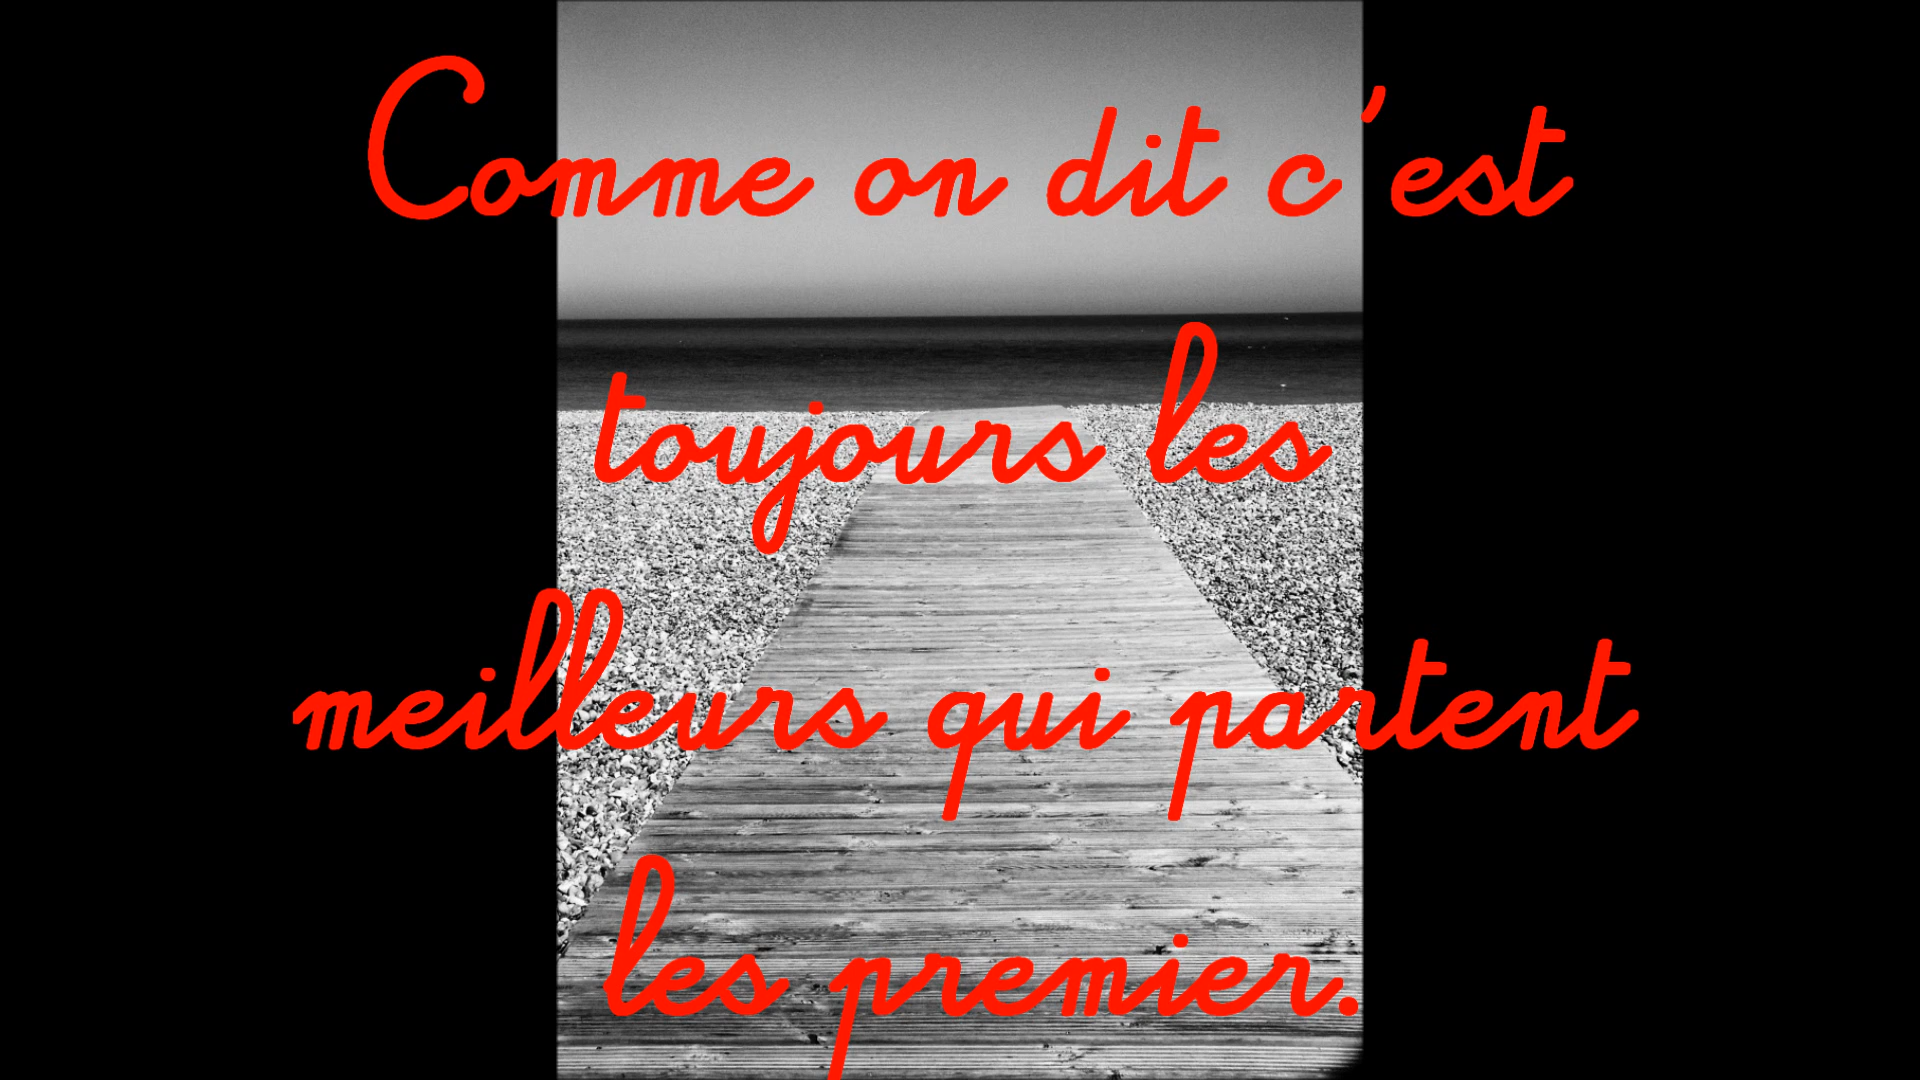 Comme on dit c'est
toujours les
meilleurs qui partent
les premier.